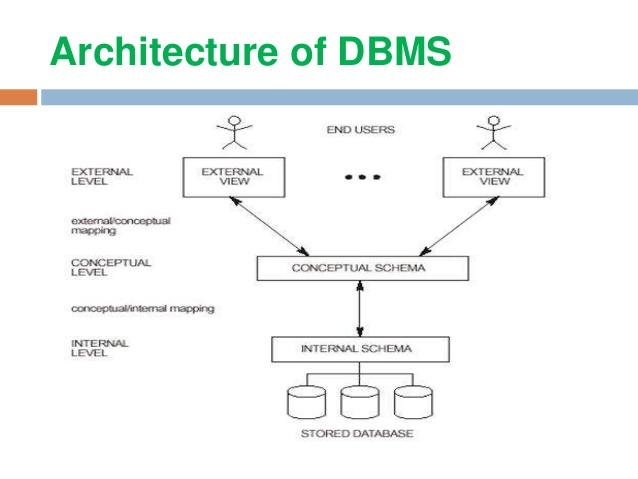 Architecture of DBMS
END USERS
EXTERNAL
LEVEL
EXTERNAL
VIEW
EXTERNAL
VIEW
external/conceptual
mapping
CONCEPTUAL
LEVEL
CONCEPTUAL SCHEMA
conceptual/internal mapping
INTERNAL
LEVEL
INTERNAL SCHEMA
STORED DATABASE